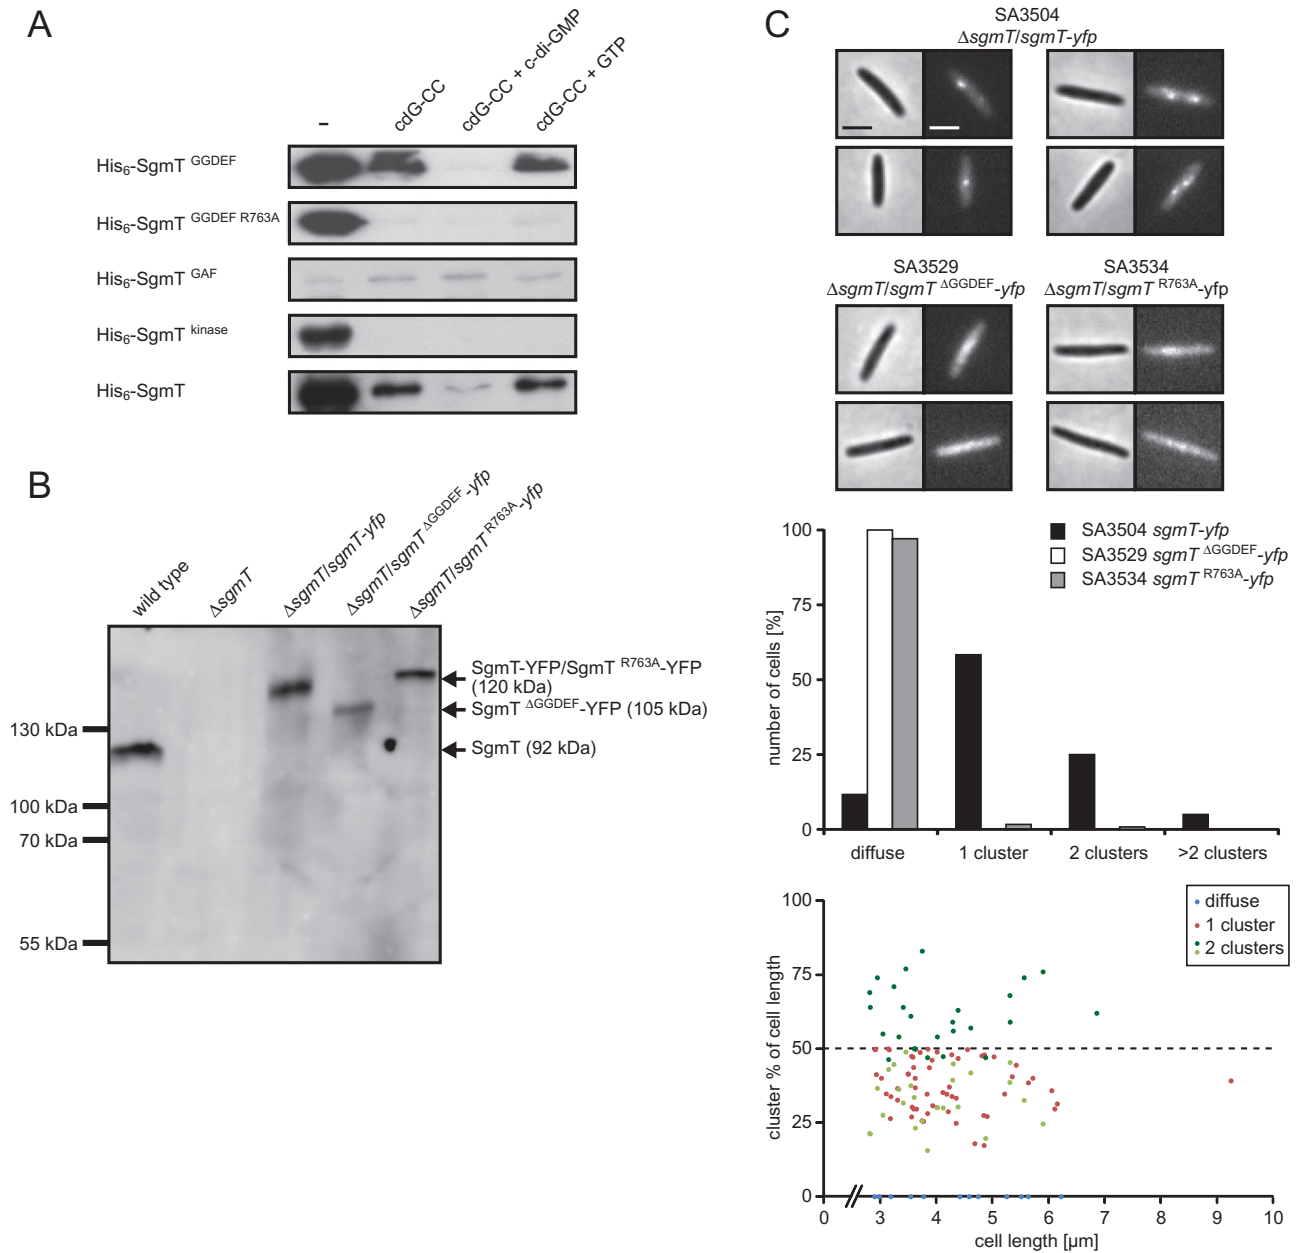 A
–
cdG-CC
cdG-CC + c-di-GMP
cdG-CC + GTP
His6-SgmT GGDEF
His6-SgmT GGDEF R763A
His6-SgmT GAF
His6-SgmT kinase
His6-SgmT
B
wild type
ΔsgmT
ΔsgmT/sgmT-yfp
ΔsgmT/sgmT ΔGGDEF-yfp
ΔsgmT/sgmT R763A-yfp
130 kDa
100 kDa
70 kDa
55 kDa
SgmT-YFP/SgmT R763A-YFP
(120 kDa)
SgmT ΔGGDEF-YFP (105 kDa)
SgmT (92 kDa)
C
SA3504
ΔsgmT/sgmT-yfp
SA3529
ΔsgmT/sgmT ΔGGDEF-yfp
SA3534
ΔsgmT/sgmT R763A-yfp
number of cells [%]
100
75
50
25
0
SA3504 sgmT-yfp
SA3529 sgmT ΔGGDEF-yfp
SA3534 sgmT R763A-yfp
diffuse
1 cluster
2 clusters
>2 clusters
cluster % of cell length
100
75
50
25
0
diffuse
1 cluster
2 clusters
0
3
4
5
6
7
8
9
10
cell length [µm]